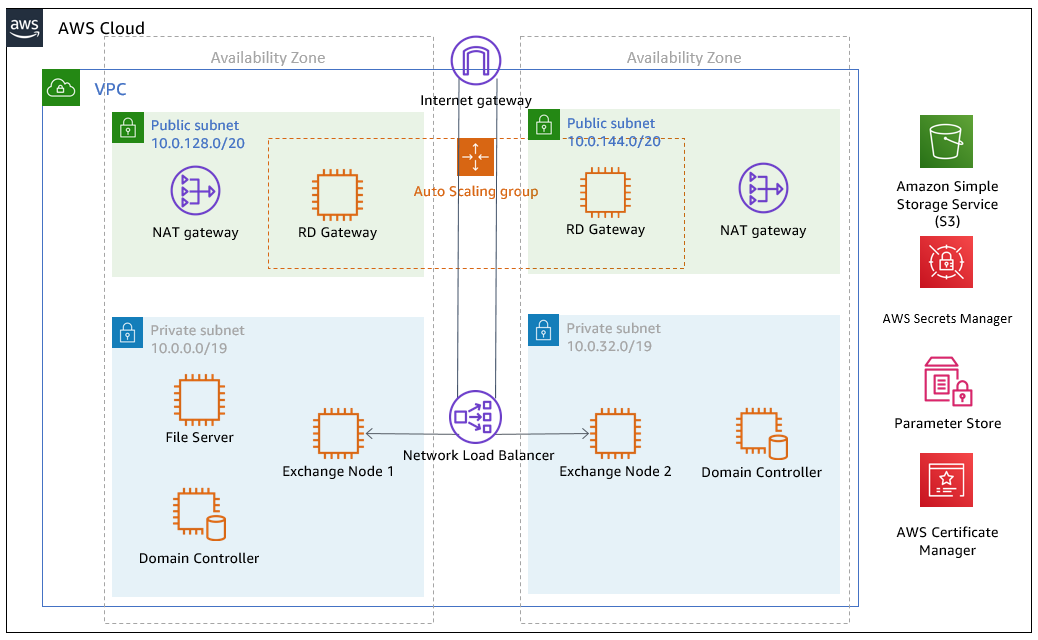 aws
AWS Cloud
Availability Zone
Availability Zone
VPC
Internet gateway
Public subnet
10.0.128.0/20
Public subnet
10.0.144.0/20
Auto Scaling group
NAT gateway
RD Gateway
RD Gateway
NAT gateway
Private subnet
10.0.0.0/19
Private subnet
10.0.32.0/19
File Server
Exchange Node 1
Network Load Balancer
Exchange Node 2
Domain Controller
Domain Controller
Amazon Simple
Storage Service
(S3)
AWS Secrets Manager
Parameter Store
AWS Certificate
Manager